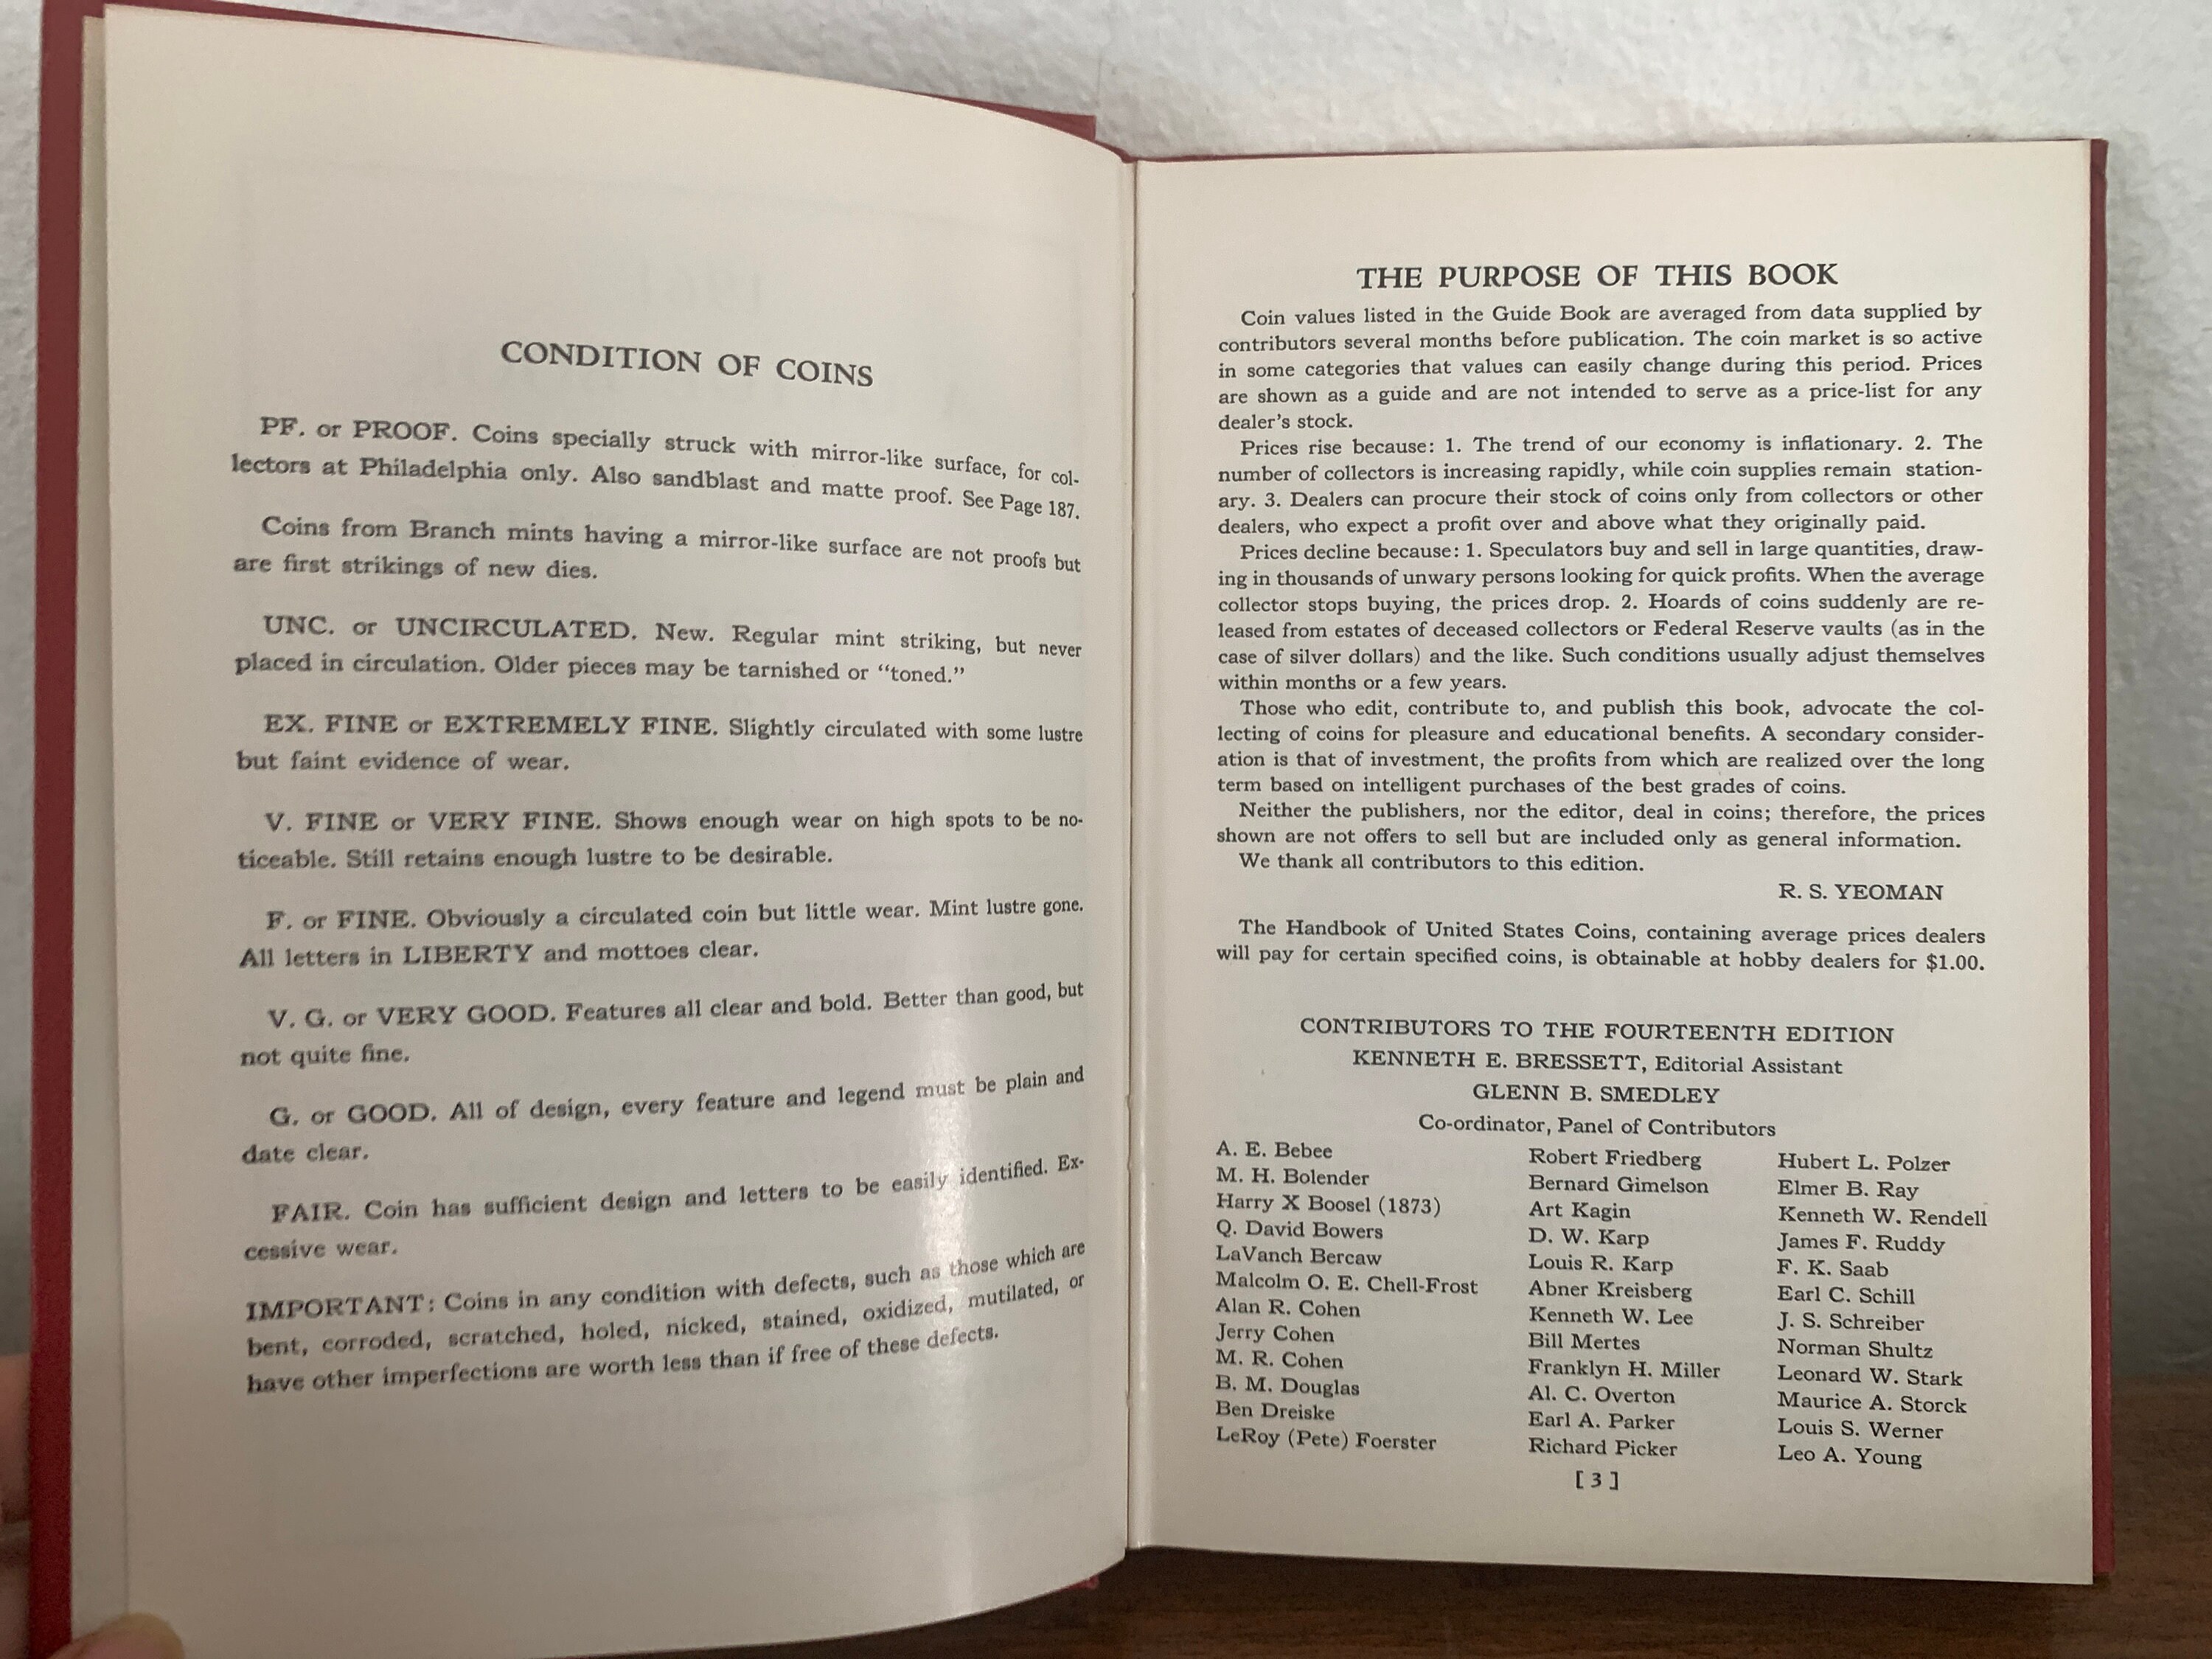 CONDITION OF COINS
PF. or PROOF. Coins specially struck with mirror-like surface, for col-
lectors at Philadelphia only. Also sandblast and matte proof. See Page 187.
Coins from Branch mints having a mirror-like surface are not proofs but
are first strikings of new dies.
UNC. or UNCIRCULATED. New. Regular mint striking, but never
placed in circulation. Older pieces may be tarnished or “toned.”
EX. FINE or EXTREMELY FINE. Slightly circulated with some lustre
but faint evidence of wear.
V. FINE or VERY FINE. Shows enough wear on high spots to be no-
ticeable. Still retains enough lustre to be desirable.
F. or FINE. Obviously a circulated coin but little wear. Mint lustre gone.
All letters in LIBERTY and mottoes clear.
V. G. or VERY GOOD. Features all clear and bold. Better than good, but
not quite fine.
G. or GOOD. All of design, every feature and legend must be plain and
date clear.
FAIR. Coin has sufficient design and letters to be easily identified. Ex-
cessive wear.
IMPORTANT: Coins in any condition with defects, such as those which are
bent, corroded, scratched, holed, nicked, stained, oxidized, mutilated, or
have other imperfections are worth less than if free of these defects.
THE PURPOSE OF THIS BOOK
Coin values listed in the Guide Book are averaged from data supplied by
contributors several months before publication. The coin market is so active
in some categories that values can easily change during this period. Prices
are shown as a guide and are not intended to serve as a price-list for any
dealer’s stock.
Prices rise because: 1. The trend of our economy is inflationary. 2. The
number of collectors is increasing rapidly, while coin supplies remain station-
ary. 3. Dealers can procure their stock of coins only from collectors or other
dealers, who expect a profit over and above what they originally paid.
Prices decline because: 1. Speculators buy and sell in large quantities, draw-
ing in thousands of unwary persons looking for quick profits. When the average
collector stops buying, the prices drop. 2. Hoards of coins suddenly are re-
leased from estates of deceased collectors or Federal Reserve vaults (as in the
case of silver dollars) and the like. Such conditions usually adjust themselves
within months or a few years.
Those who edit, contribute to, and publish this book, advocate the col-
lecting of coins for pleasure and educational benefits. A secondary consider-
ation is that of investment, the profits from which are realized over the long
term based on intelligent purchases of the best grades of coins.
Neither the publishers, nor the editor, deal in coins; therefore, the prices
shown are not offers to sell but are included only as general information.
We thank all contributors to this edition.
R. S. YEOMAN
The Handbook of United States Coins, containing average prices dealers
will pay for certain specified coins, is obtainable at hobby dealers for $1.00.
CONTRIBUTORS TO THE FOURTEENTH EDITION
KENNETH E. BRESSETT, Editorial Assistant
GLENN B. SMEDLEY
Co-ordinator, Panel of Contributors
A. E. Bebee
M. H. Bolender
Harry X Boosel (1873)
Q. David Bowers
LaVanch Bercaw
Malcolm O. E. Chell-Frost
Alan R. Cohen
Jerry Cohen
M. R. Cohen
B. M. Douglas
Ben Dreiske
LeRoy (Pete) Foerster
Robert Friedberg
Bernard Gimelson
Art Kagin
D. W. Karp
Louis R. Karp
Abner Kreisberg
Kenneth W. Lee
Bill Mertes
Franklyn H. Miller
Al. C. Overton
Earl A. Parker
Richard Picker
Hubert L. Polzer
Elmer B. Ray
Kenneth W. Rendell
James F. Ruddy
F. K. Saab
Earl C. Schill
J. S. Schreiber
Norman Shultz
Leonard W. Stark
Maurice A. Storck
Louis S. Werner
Leo A. Young
[ 3 ]